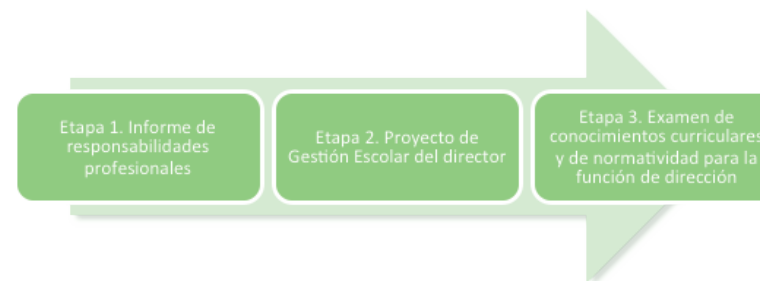 Etapa 1. Informe de
responsabilidades
profesionales
Etapa 2. Proyecto de
Gestión Escolar del director
Etapa 3. Examen de
conocimientos curriculares
y de normatividad para la
función de dirección